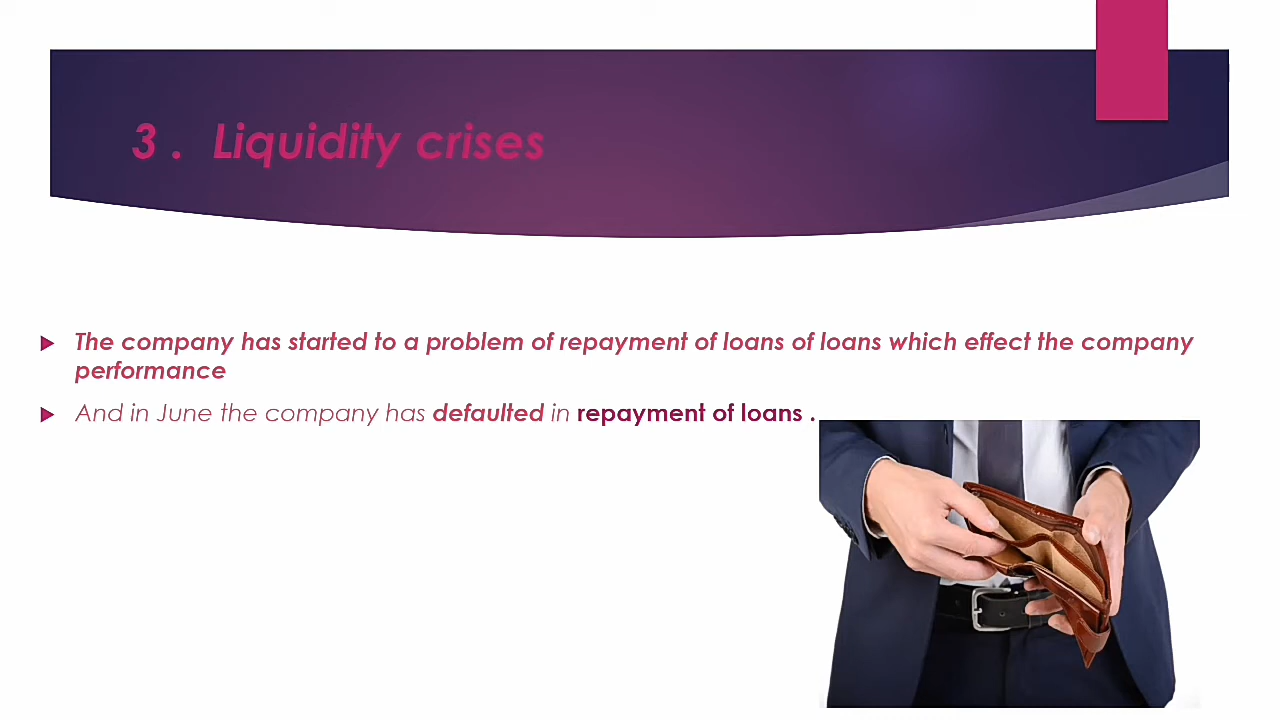 3 . Liquidity crises
The company has started to a problem of repayment of loans of loans which effect the company
performance
And in June the company has defaulted in repayment of loans .